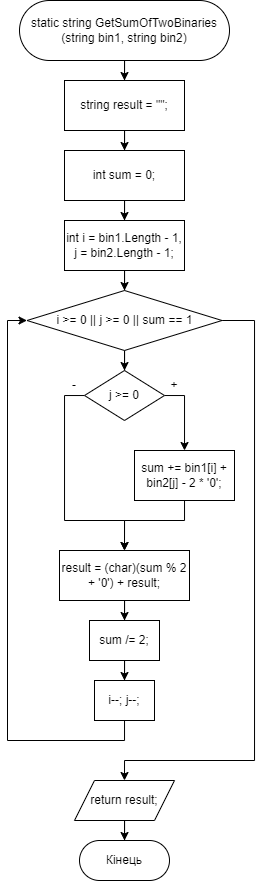 static string GetSumOfTwoBinaries
(string bin1, string bin2)
string result = "";
int sum = 0;
int i = bin1.Length - 1,
j = bin2.Length - 1;
i >= 0 || j >= 0 || sum == 1
j >= 0
-
+
sum += bin1[i] +
bin2[j] - 2 * '0';
result = (char)(sum % 2
+ '0') + result;
sum /= 2;
i--; j--;
return result;
Кінець